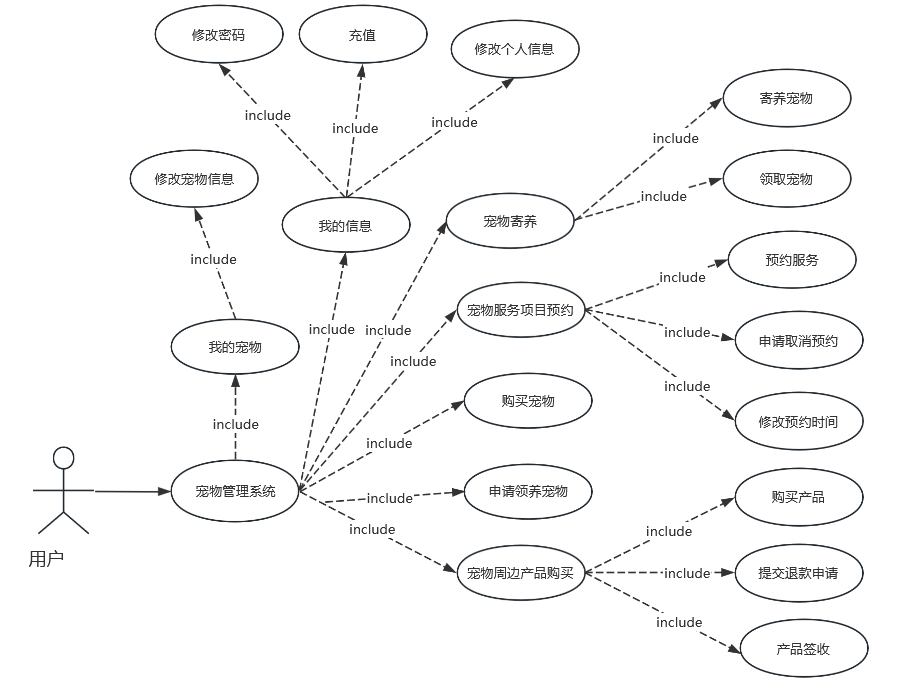 修改密码
充值
修改个人信息
寄养宠物
include
include
include
include
修改宠物信息
领取宠物
include
我的信息
宠物寄养
include
预约服务
include
宠物服务项目预约
include
include
include
申请取消预约
我的宠物
include
include
购买宠物
修改预约时间
include
include
宠物管理系统
申请领养宠物
include
购买产品
include
include
用户
宠物周边产品购买
include
提交退款申请
include
产品签收